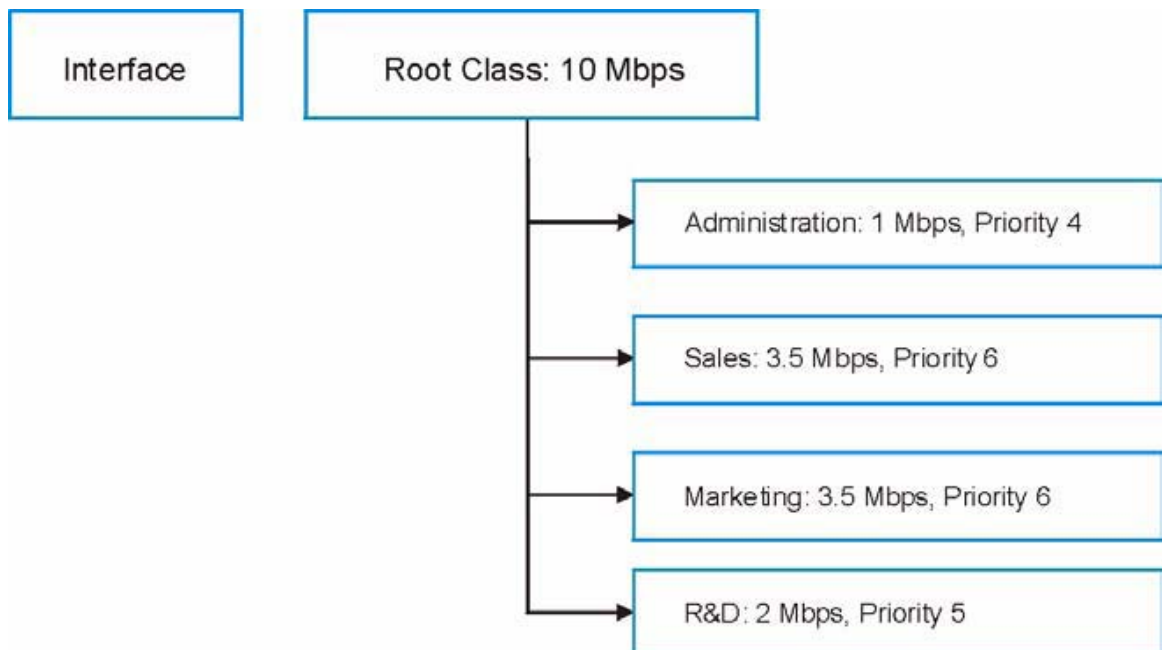 Interface
Root Class: 10 Mbps
Administration: 1 Mbps, Priority 4
Sales: 3.5 Mbps, Priority 6
Marketing: 3.5 Mbps, Priority 6
R&D: 2 Mbps, Priority 5